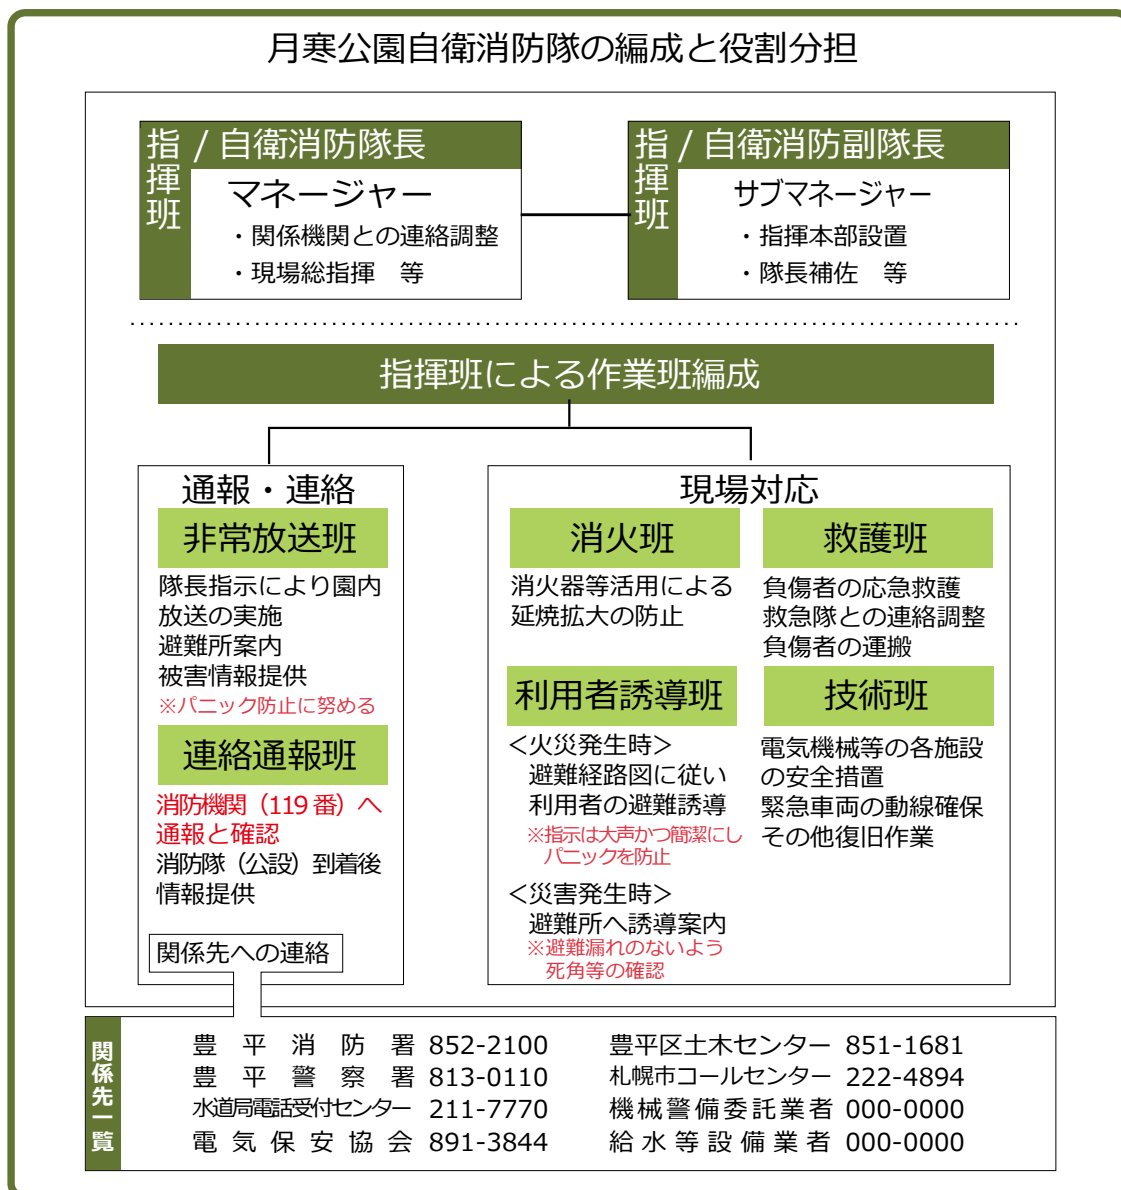 月寒公園自衛消防隊の編成と役割分担
指揮班 / 自衛消防隊長
マネージャー
・関係機関との連絡調整
・現場総指揮　等
指揮班 / 自衛消防副隊長
サブマネージャー
・指揮本部設置
・隊長補佐　等
指揮班による作業班編成
通報・連絡
非常放送班
隊長指示により園内
放送の実施
避難所案内
被害情報提供
※パニック防止に努める
連絡通報班
消防機関（119 番）へ
通報と確認
消防隊（公設）到着後
情報提供
関係先への連絡
現場対応
消火班
消火器等活用による
延焼拡大の防止
救護班
負傷者の応急救護
救急隊との連絡調整
負傷者の運搬
利用者誘導班
＜火災発生時＞
避難経路図に従い
利用者の避難誘導
※指示は大声かつ簡潔にし
パニックを防止
＜災害発生時＞
避難所へ誘導案内
※避難漏れのないよう
死角等の確認
技術班
電気機械等の各施設
の安全措置
緊急車両の動線確保
その他復旧作業
関係先一覧
豊平消防署 852-2100
豊平警察署 813-0110
水道局電話受付センター 211-7770
電気保安協会 891-3844
豊平区土木センター 851-1681
札幌市コールセンター 222-4894
機械警備委託業者 000-0000
給水等設備業者 000-0000